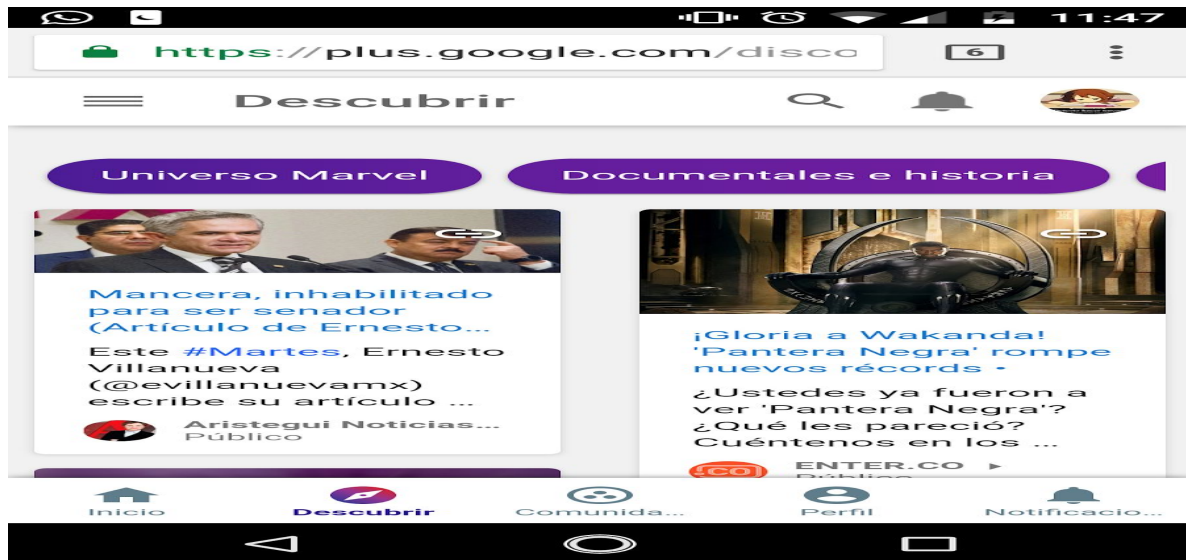 11:47
https://plus.google.com/disco
6
Descubrir
Universo Marvel
Documentales e historia
Mancera, inhabilitado
para ser senador
(Artículo de Ernesto...
Este #Martes, Ernesto
Villanueva
(@evillanuevamx)
escribe su artículo ...
Aristegui Noticias...
Público
¡Gloria a Wakanda!
'Pantera Negra' rompe
nuevos récords •
¿Ustedes ya fueron a
ver 'Pantera Negra'?
¿Qué les pareció?
Cuéntenos en los ...
.CO
ENTER.CO ▸
Público
Inicio
Descubrir
Comunida...
Perfil
Notificacio...